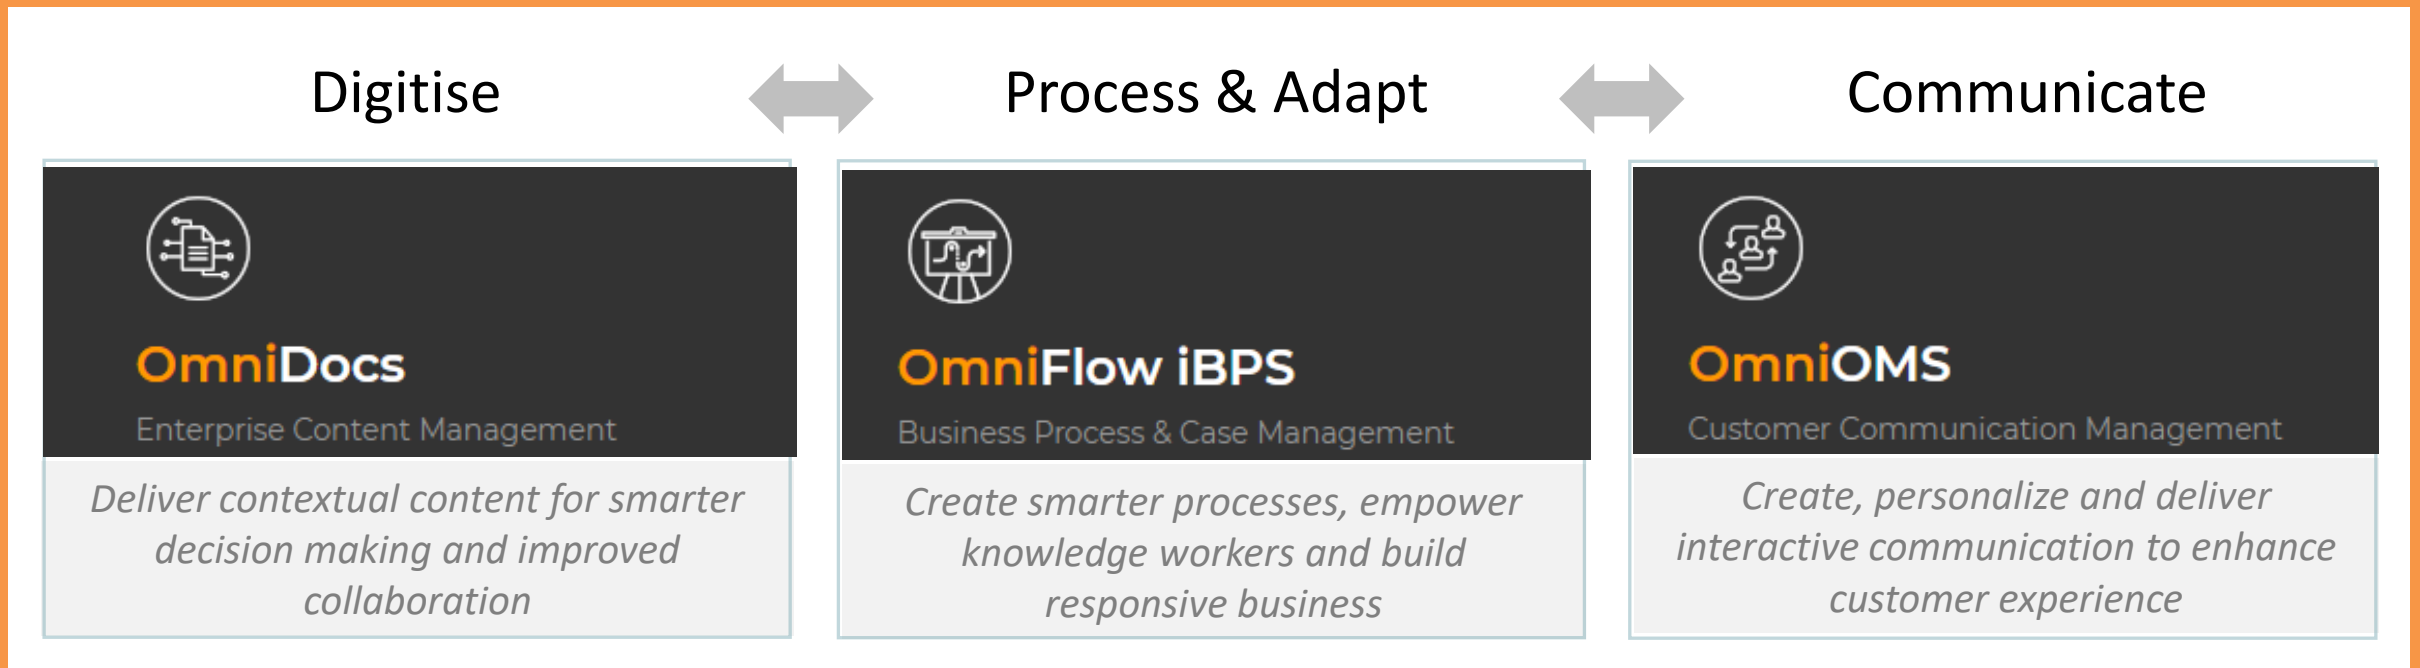 Digitise
Process & Adapt
Communicate
OmniDocs
Enterprise Content Management
Deliver contextual content for smarter
decision making and improved
collaboration
OmniFlow iBPS
Business Process & Case Management
Create smarter processes, empower
knowledge workers and build
responsive business
OmniOMS
Customer Communication Management
Create, personalize and deliver
interactive communication to enhance
customer experience